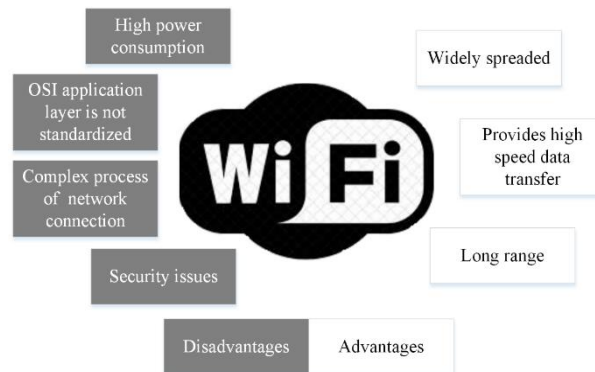 High power
consumption
OSI application
layer is not
standardized
Complex process
of network
connection
Security issues
Wi Fi
Widely spreaded
Provides high
speed data
transfer
Long range
Disadvantages
Advantages